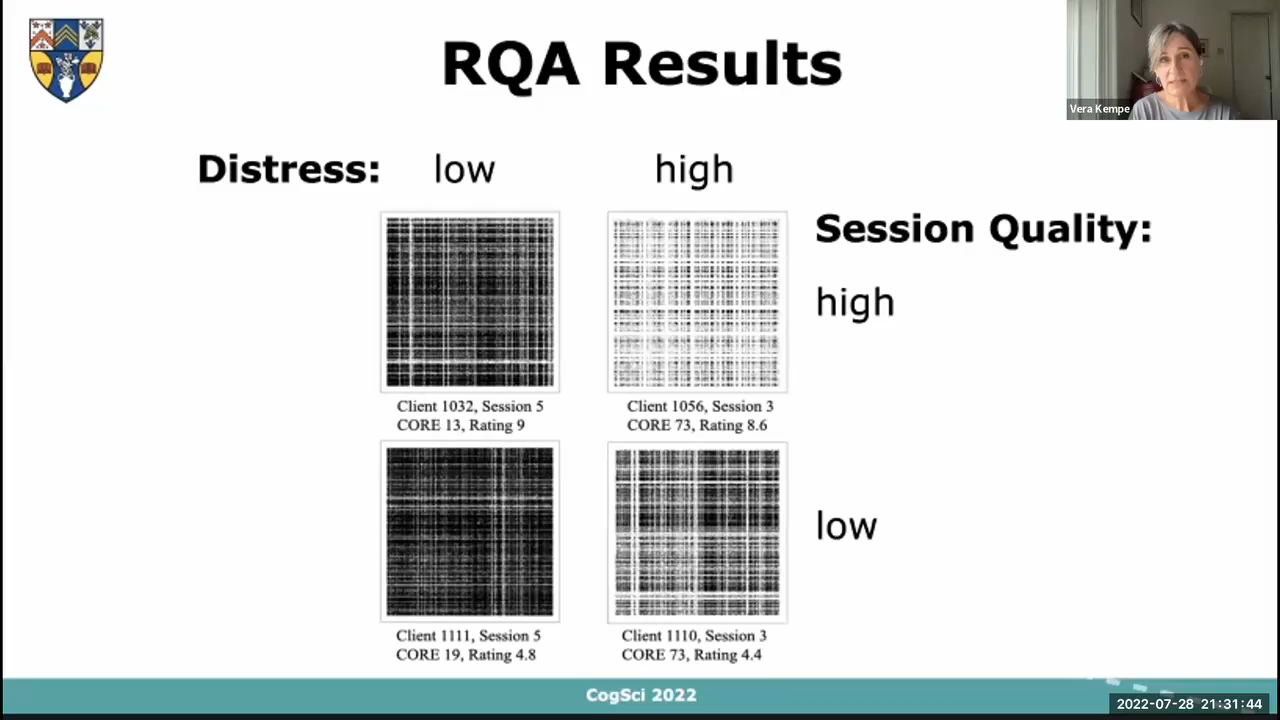 RQA Results
Vera Kempe
Distress: low high
Session Quality:
high
Client 1032, Session 5
CORE 13, Rating 9
Client 1056, Session 3
CORE 73, Rating 8.6
low
Client 1111, Session 5
CORE 19, Rating 4.8
Client 1110, Session 3
CORE 73, Rating 4.4
CogSci 2022
2022-07-28 21:31:44